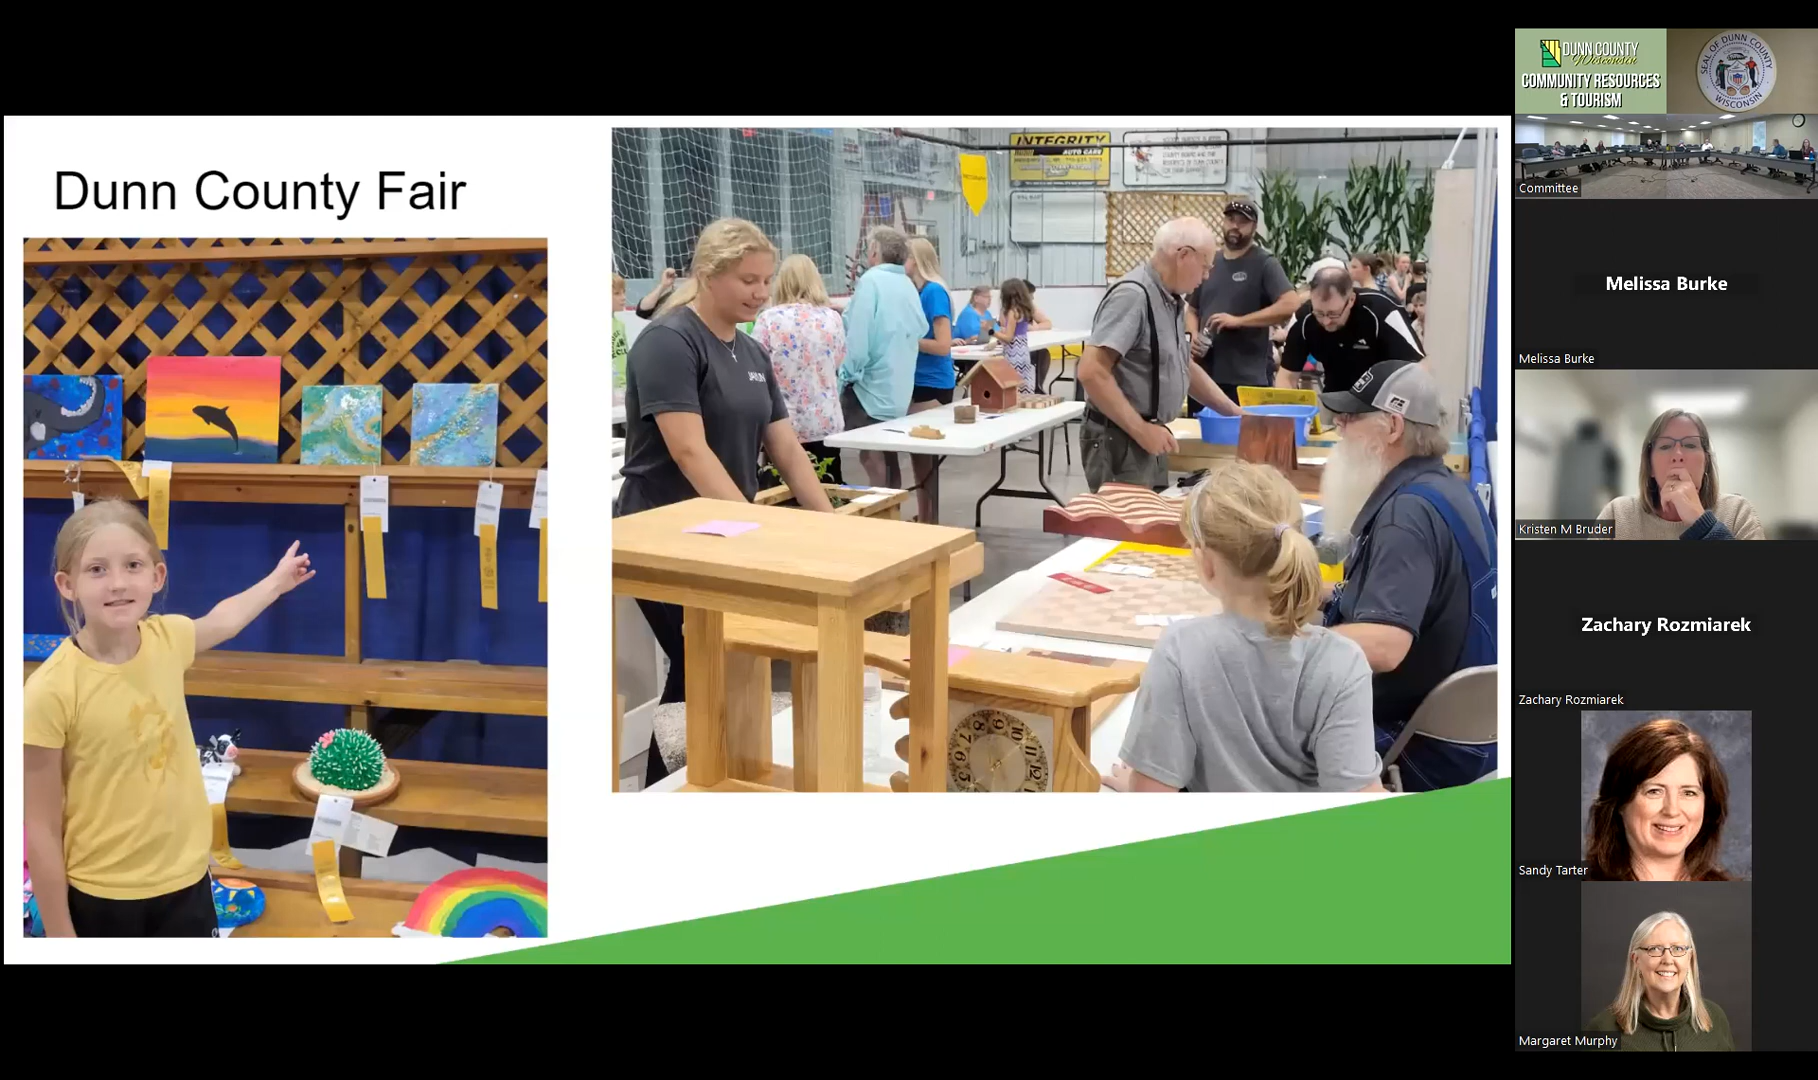 Dunn County Fair
INTEGRITY
AUTO CARE
DUNN COUNTY
Wisconsin
COMMUNITY RESOURCES
& TOURISM
SEAL OF DUNN COUNTY
WISCONSIN
Committee
Melissa Burke
Melissa Burke
Kristen M Bruder
Zachary Rozmiarek
Zachary Rozmiarek
Sandy Tarter
Margaret Murphy